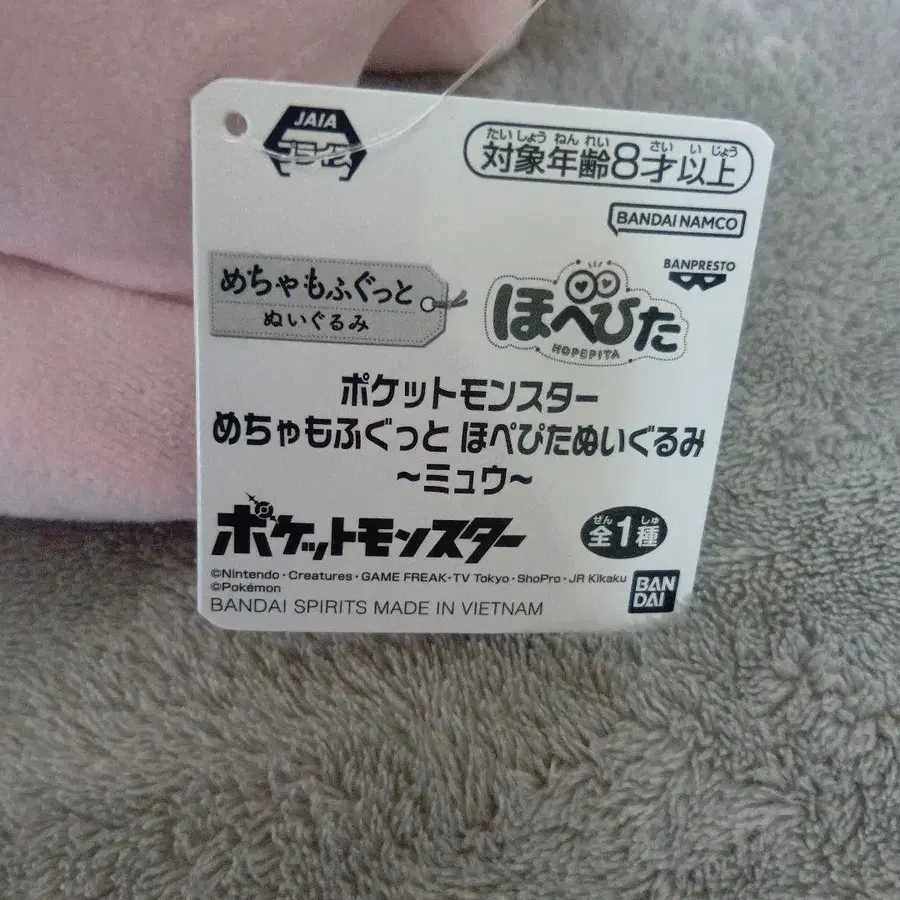 JAIA
たいしょうねんれい さいいじょう
対象年齢8才以上
BANDAI NAMCO
BANPRESTO
めちゃもふぐっと
ぬいぐるみ
ほぺぴた
HOPEPITA
ポケットモンスター
めちゃもふぐっと ほぺぴたぬいぐるみ
~ミュウ~
ポケットモンスター
ぜん しゅ
全1種
©Nintendo・Creatures・GAME FREAK・TV Tokyo・ShoPro・JR Kikaku
©Pokémon
BANDAI SPIRITS MADE IN VIETNAM
BAN
DAI